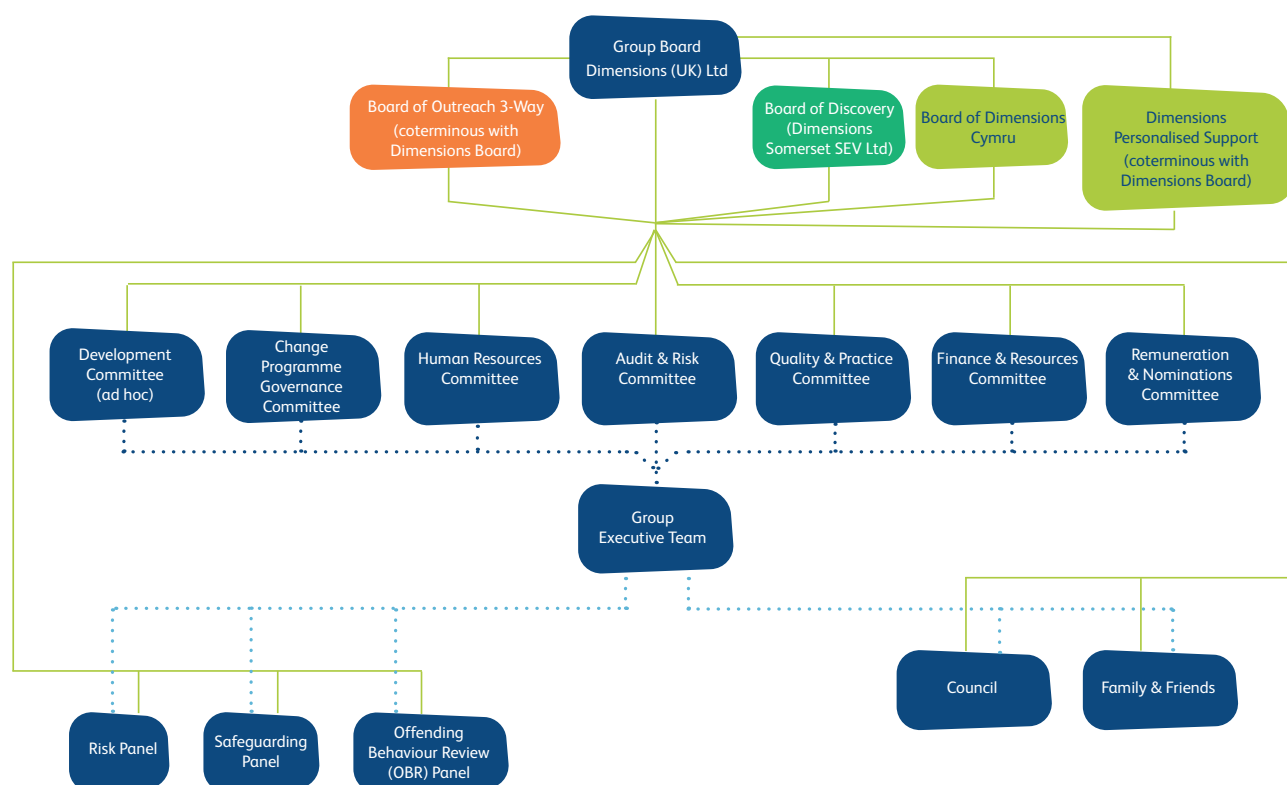 Group Board
Dimensions (UK) Ltd
Board of Outreach 3-Way
(coterminous with
Dimensions Board)
Board of Discovery
(Dimensions
Somerset SEV Ltd)
Board of Dimensions
Cymru
Dimensions
Personalised Support
(coterminous with
Dimensions Board)
Development
Committee
(ad hoc)
Change
Programme
Governance
Committee
Human Resources
Committee
Audit & Risk
Committee
Quality & Practice
Committee
Finance & Resources
Committee
Remuneration
& Nominations
Committee
Group
Executive Team
Risk Panel
Safeguarding
Panel
Offending
Behaviour Review
(OBR) Panel
Council
Family & Friends